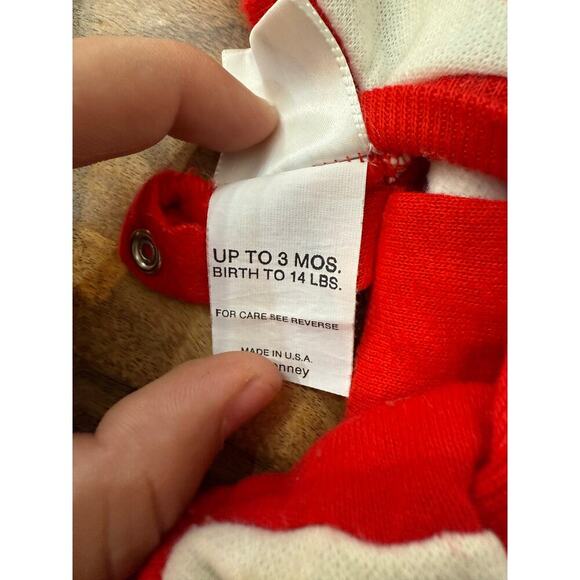 UP TO 3 MOS.
BIRTH TO 14 LBS.
FOR CARE SEE REVERSE
MADE IN U.S.A.